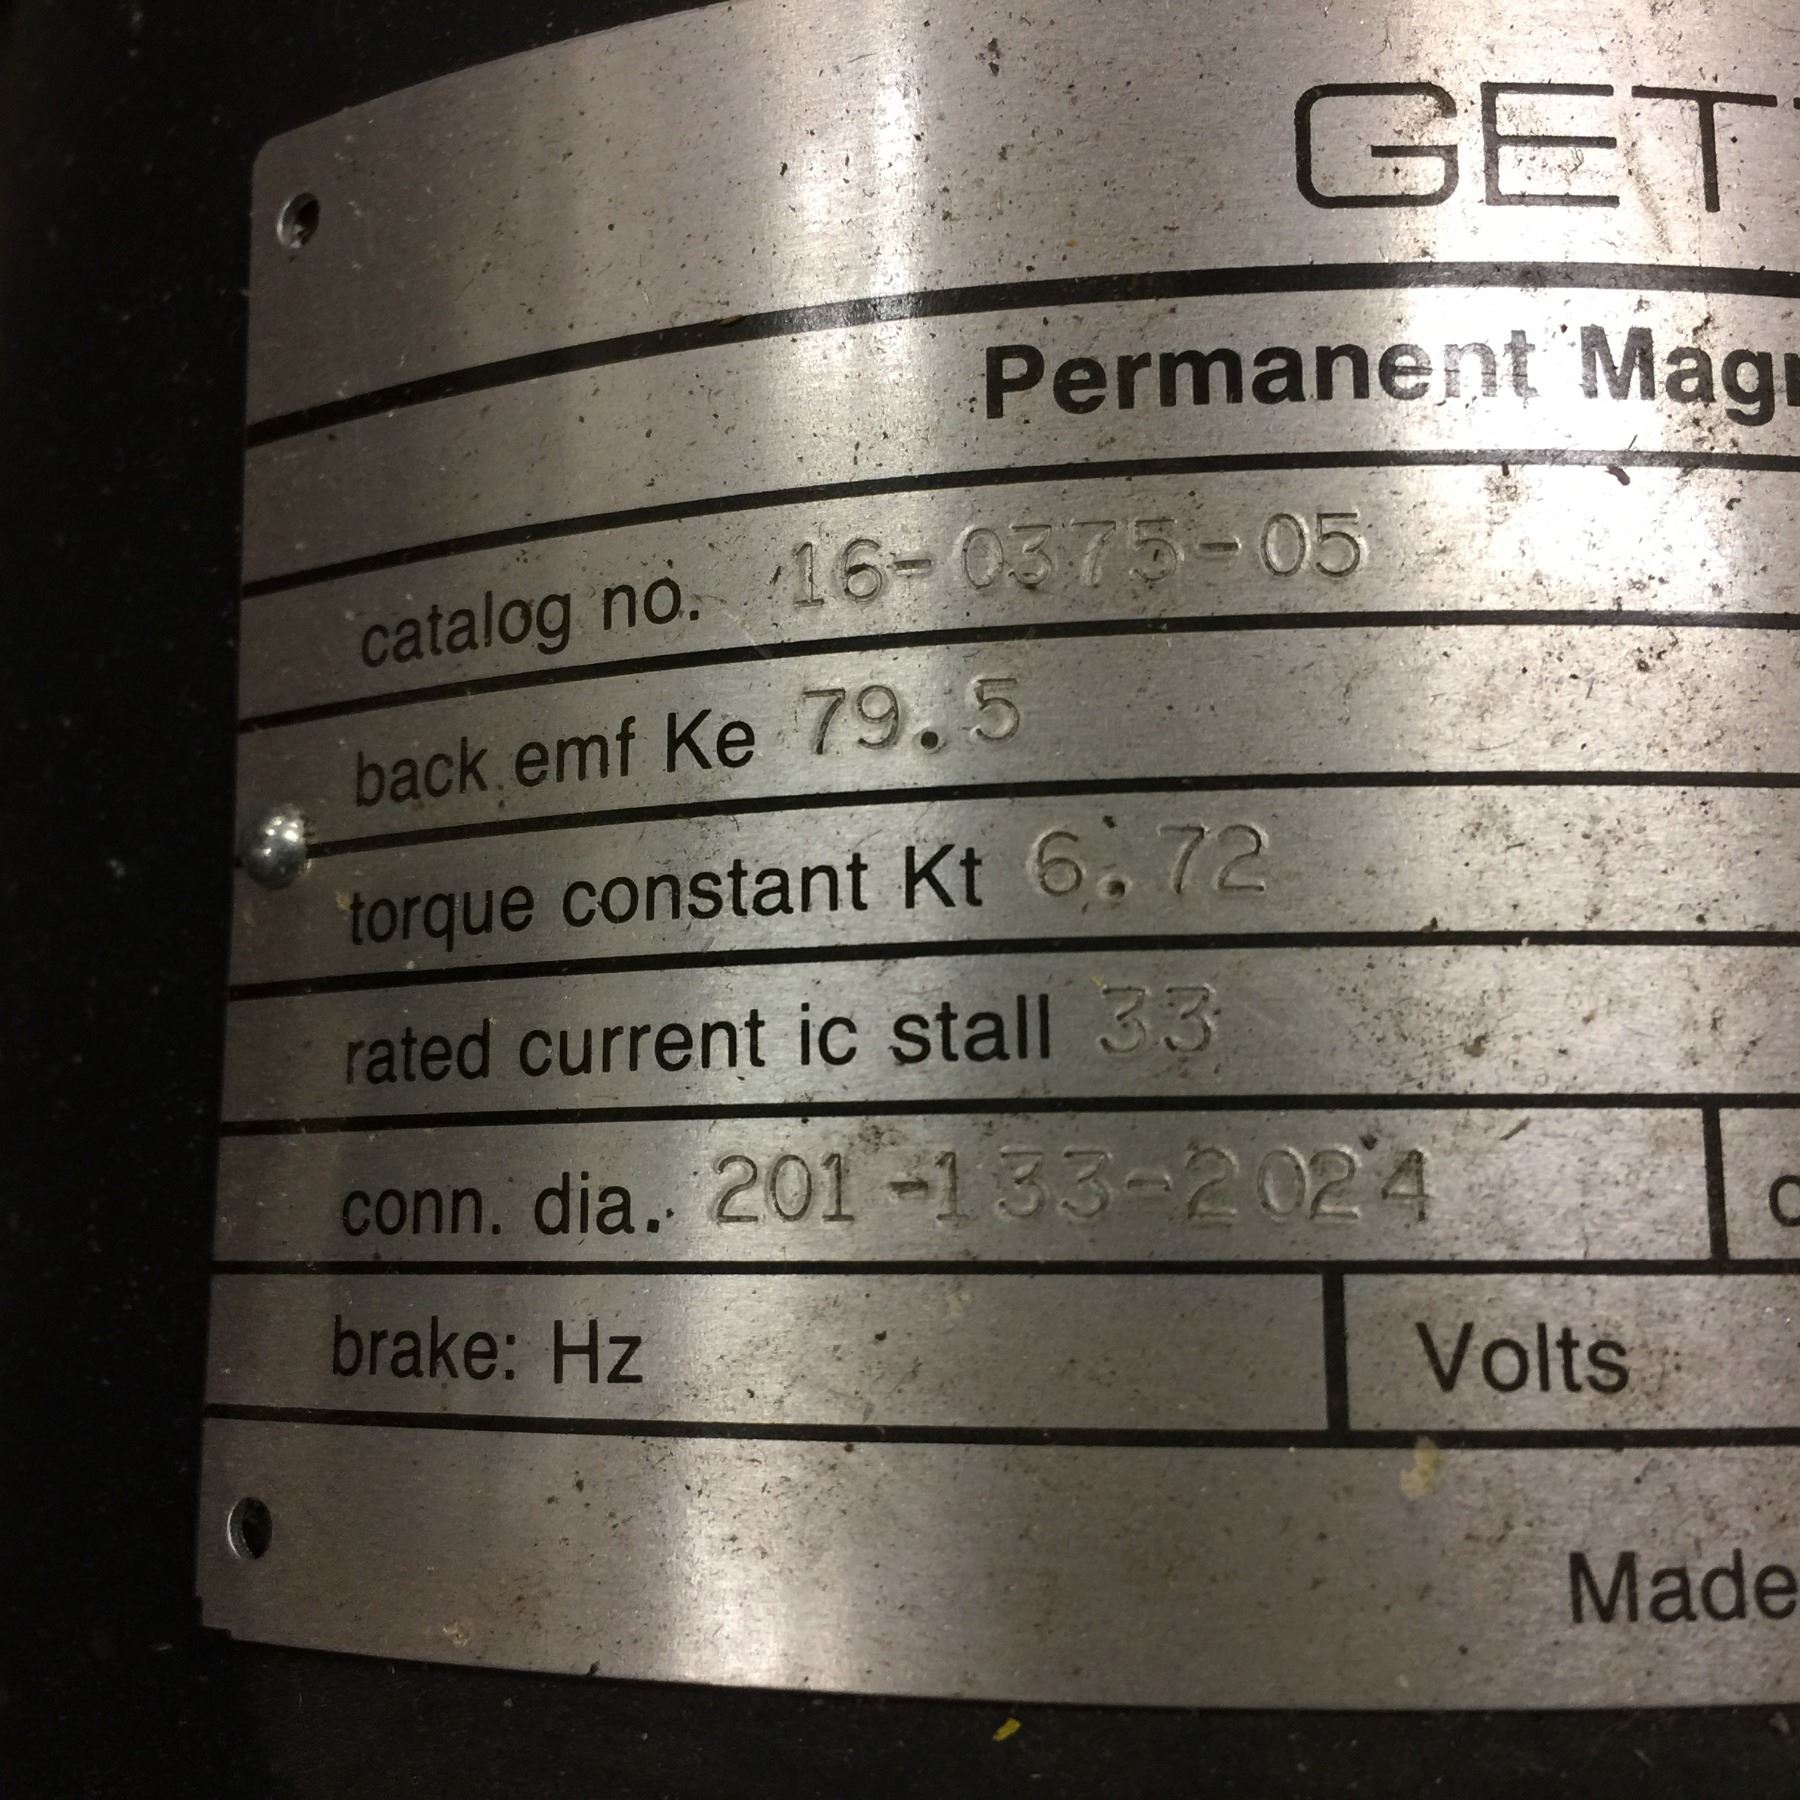 GET
Permanent Magn
catalog no. 16-0375-05
back emf Ke 79.5
torque constant Kt 6.72
rated current ic stall 33
conn. dia. 201-133-2024
brake: Hz Volts
Made